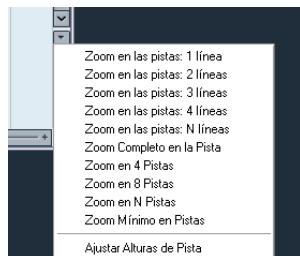 Zoom en las pistas: 1 línea
Zoom en las pistas: 2 líneas
Zoom en las pistas: 3 líneas
Zoom en las pistas: 4 líneas
Zoom en las pistas: N líneas
Zoom Completo en la Pista
Zoom en 4 Pistas
Zoom en 8 Pistas
Zoom en N Pistas
Zoom Mínimo en Pistas
Ajustar Alturas de Pista